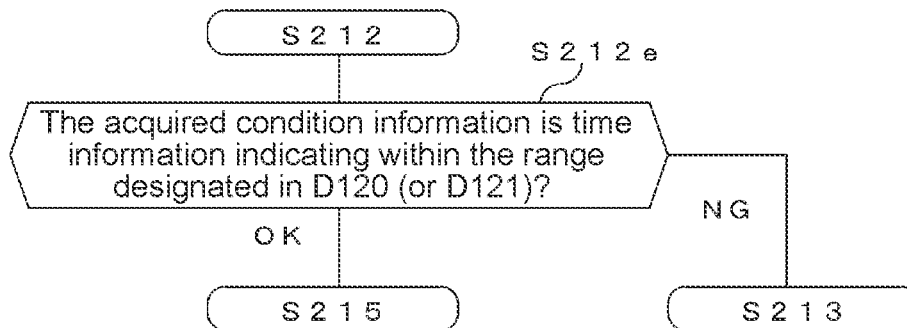 S212
S212e
The acquired condition information is time
information indicating within the range
designated in D120 (or D121)?
OK
NG
S215
S213